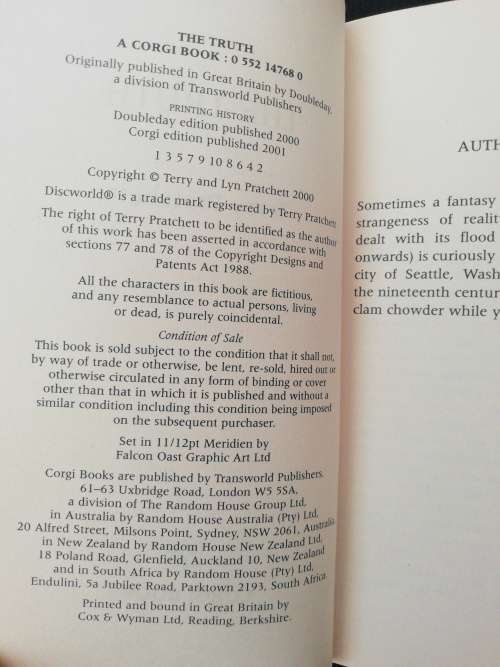 THE TRUTH
A CORGI BOOK : 0 552 14768 0
Originally published in Great Britain by Doubleday,
a division of Transworld Publishers
PRINTING HISTORY
Doubleday edition published 2000
Corgi edition published 2001
1 3 5 7 9 10 8 6 4 2
Copyright © Terry and Lyn Pratchett 2000
Discworld® is a trade mark registered by Terry Pratchett
The right of Terry Pratchett to be identified as the author
of this work has been asserted in accordance with
sections 77 and 78 of the Copyright Designs and
Patents Act 1988.
All the characters in this book are fictitious,
and any resemblance to actual persons, living
or dead, is purely coincidental.
Condition of Sale
This book is sold subject to the condition that it shall not,
by way of trade or otherwise, be lent, re-sold, hired out or
otherwise circulated in any form of binding or cover
other than that in which it is published and without a
similar condition including this condition being imposed
on the subsequent purchaser.
Set in 11/12pt Meridien by
Falcon Oast Graphic Art Ltd
Corgi Books are published by Transworld Publishers,
61–63 Uxbridge Road, London W5 5SA,
a division of The Random House Group Ltd,
in Australia by Random House Australia (Pty) Ltd,
20 Alfred Street, Milsons Point, Sydney, NSW 2061, Australia
in New Zealand by Random House New Zealand Ltd,
18 Poland Road, Glenfield, Auckland 10, New Zealand
and in South Africa by Random House (Pty) Ltd,
Endulini, 5a Jubilee Road, Parktown 2193, South Africa.
Printed and bound in Great Britain by
Cox & Wyman Ltd, Reading, Berkshire.
AUTH
Sometimes a fantasy
strangeness of realit
dealt with its flood
onwards) is curiously
city of Seattle, Wash
the nineteenth centur
clam chowder while y